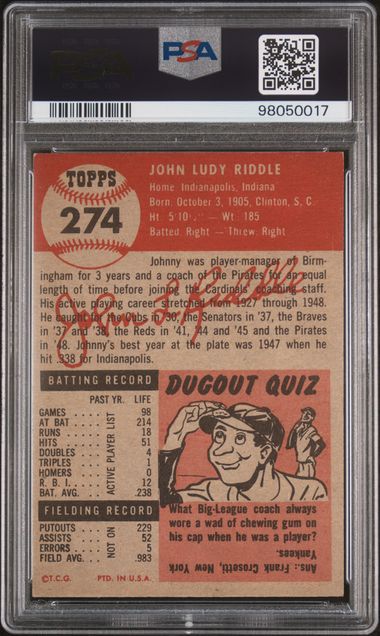 PSA
PSA
98050017
TOPPS
274
JOHN LUDY RIDDLE
Home: Indianapolis, Indiana
Born: October 3, 1905, Clinton, S. C.
Ht: 5'10½" — Wt: 185
Batted: Right — Threw: Right
Johnny was player-manager of Birm-
ingham for 3 years and a coach of the Pirates for an equal
length of time before joining the Cardinals' coaching staff.
His active playing career stretched from 1927 through 1948.
He caught for the Cubs in '30, the Senators in '37, the Braves
in '37 and '38, the Reds in '41, '44 and '45 and the Pirates
in '48. Johnny's best year at the plate was 1947 when he
hit .338 for Indianapolis.
BATTING RECORD
PAST YR. LIFE
GAMES 98
AT BAT 214
RUNS 18
HITS 51
DOUBLES 4
TRIPLES 1
HOMERS 0
R. B. I. 12
BAT. AVG. .238
NOT ON
ACTIVE PLAYER LIST
FIELDING RECORD
PUTOUTS 229
ASSISTS 52
ERRORS 5
FIELD AVG. .983
©T.C.G. PTD. IN U.S.A.
DUGOUT QUIZ
What Big-League coach always
wore a wad of chewing gum on
his cap when he was a player?
Ans.: Frank Crosetti, New York
Yankees.